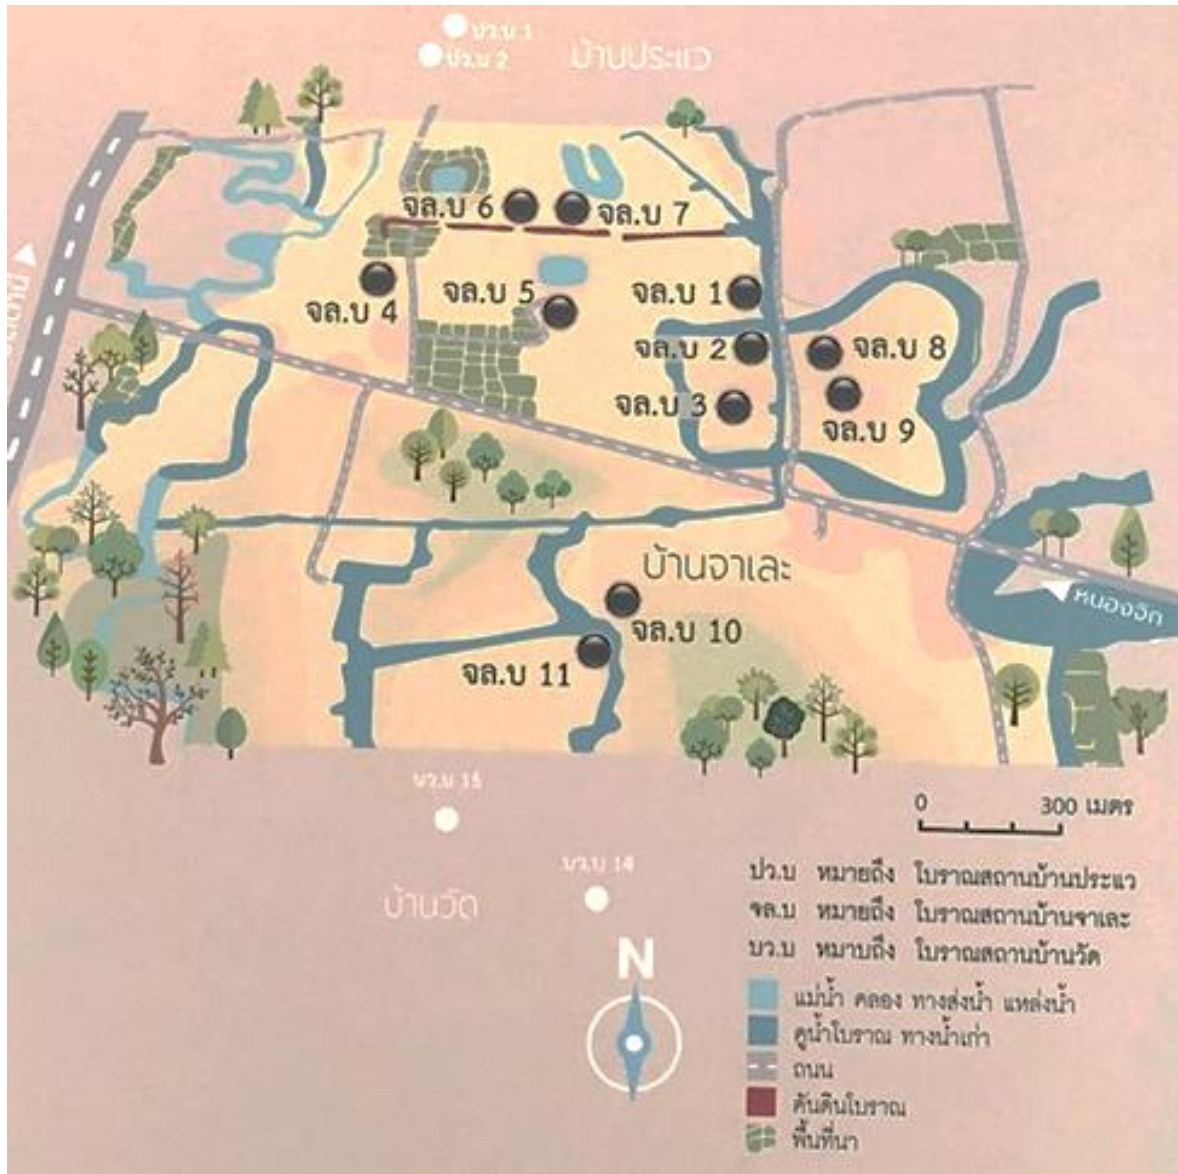 ปว.บ 1
ปว.บ 2
บ้านประแว
จล.บ 6
จล.บ 7
จล.บ 4
จล.บ 5
จล.บ 1
จล.บ 2
จล.บ 8
จล.บ 3
จล.บ 9
บ้านจาเละ
หนองจิก
จล.บ 10
จล.บ 11
บว.บ 15
0 300 เมตร
บว.บ 14
บ้านวัด
ปว.บ หมายถึง โบราณสถานบ้านประแว
จล.บ หมายถึง โบราณสถานบ้านจาเละ
บว.บ หมาบถึง โบราณสถานบ้านวัด
N
แม่น้ำ คลอง ทางส่งน้ำ แหล่งน้ำ
คูน้ำโบราณ ทางน้ำเก่า
ถนน
คันดินโบราณ
พื้นที่นา